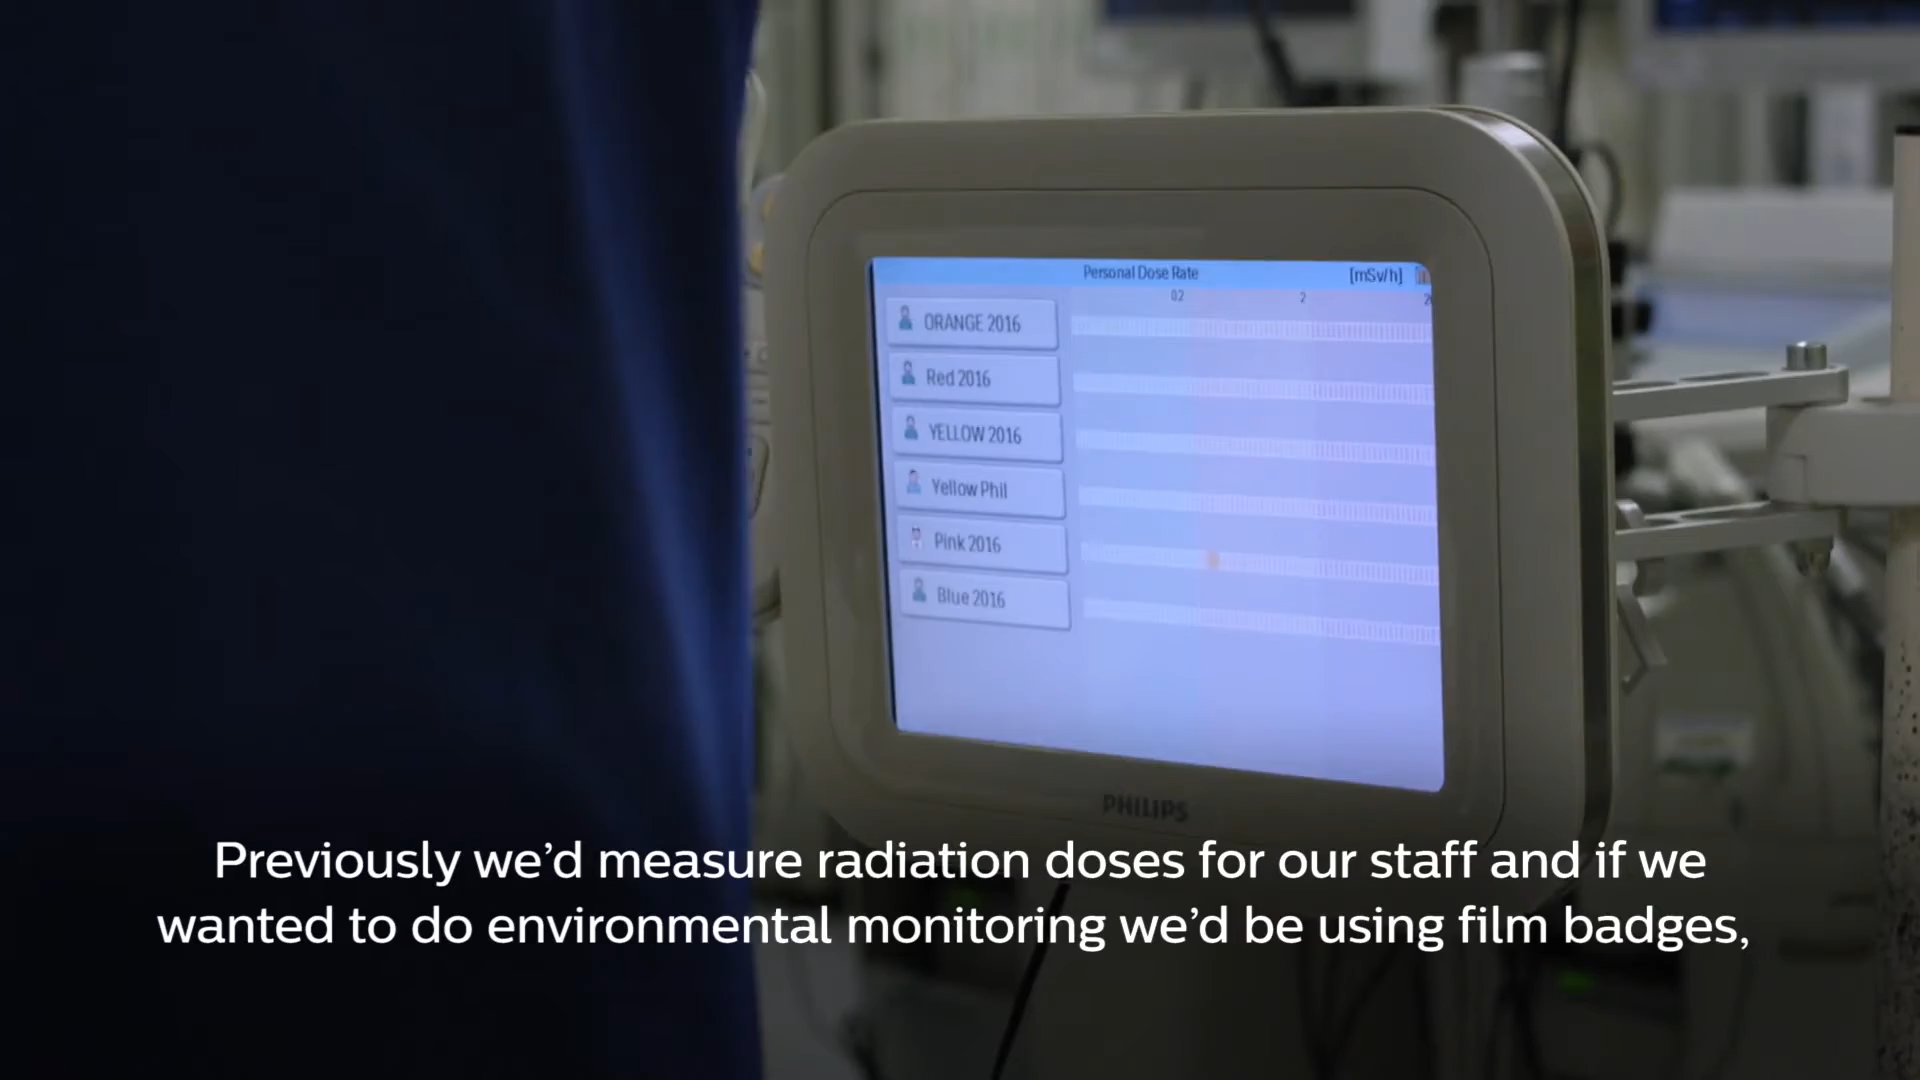 Personal Dose Rate [mSv/h]
02 2
ORANGE 2016
Red 2016
YELLOW 2016
Yellow Phil
Pink 2016
Blue 2016
PHILIPS
Previously we’d measure radiation doses for our staff and if we
wanted to do environmental monitoring we’d be using film badges,